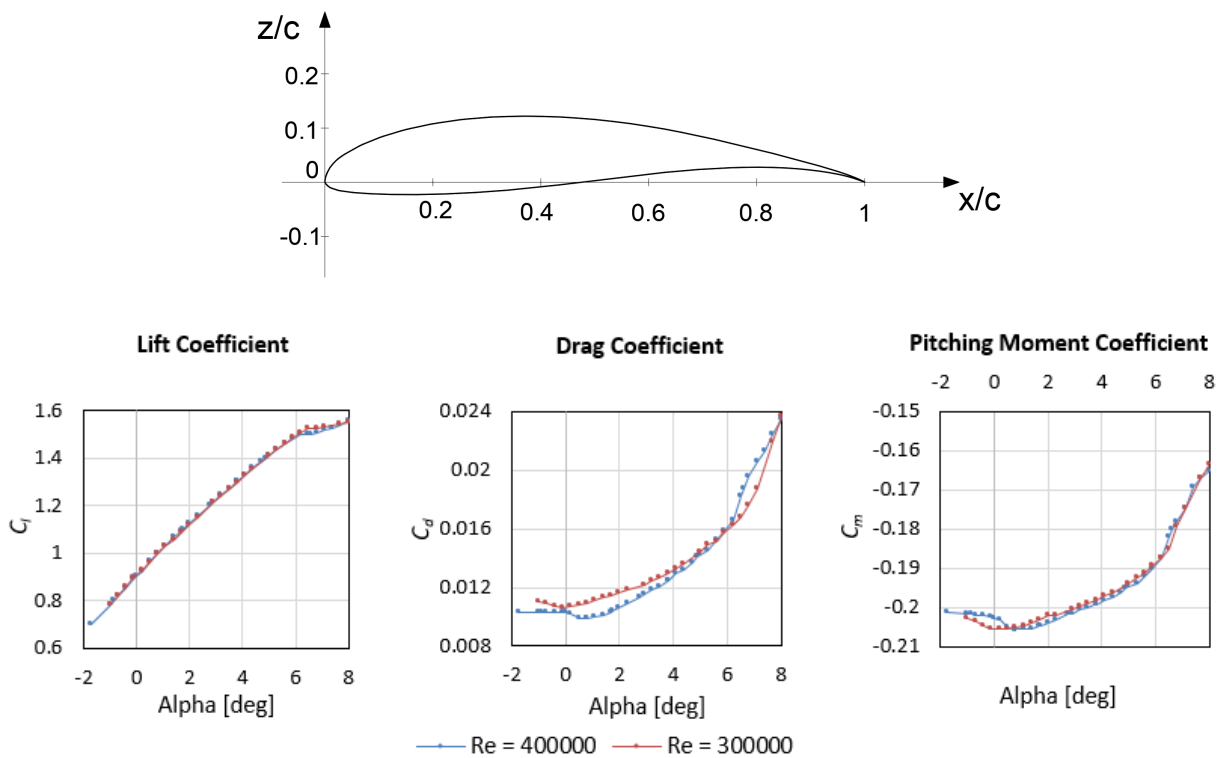 z/c
0.2
0.1
0
0.2 0.4 0.6 0.8 1
x/c
-0.1
Lift Coefficient
1.6
1.4
1.2
1
0.8
0.6
C_l
-2 0 2 4 6 8
Alpha [deg]
Drag Coefficient
0.024
0.02
0.016
0.012
0.008
C_d
-2 0 2 4 6 8
Alpha [deg]
Pitching Moment Coefficient
-2 0 2 4 6 8
-0.15
-0.16
-0.17
-0.18
-0.19
-0.2
-0.21
C_m
Alpha [deg]
Re = 400000 Re = 300000